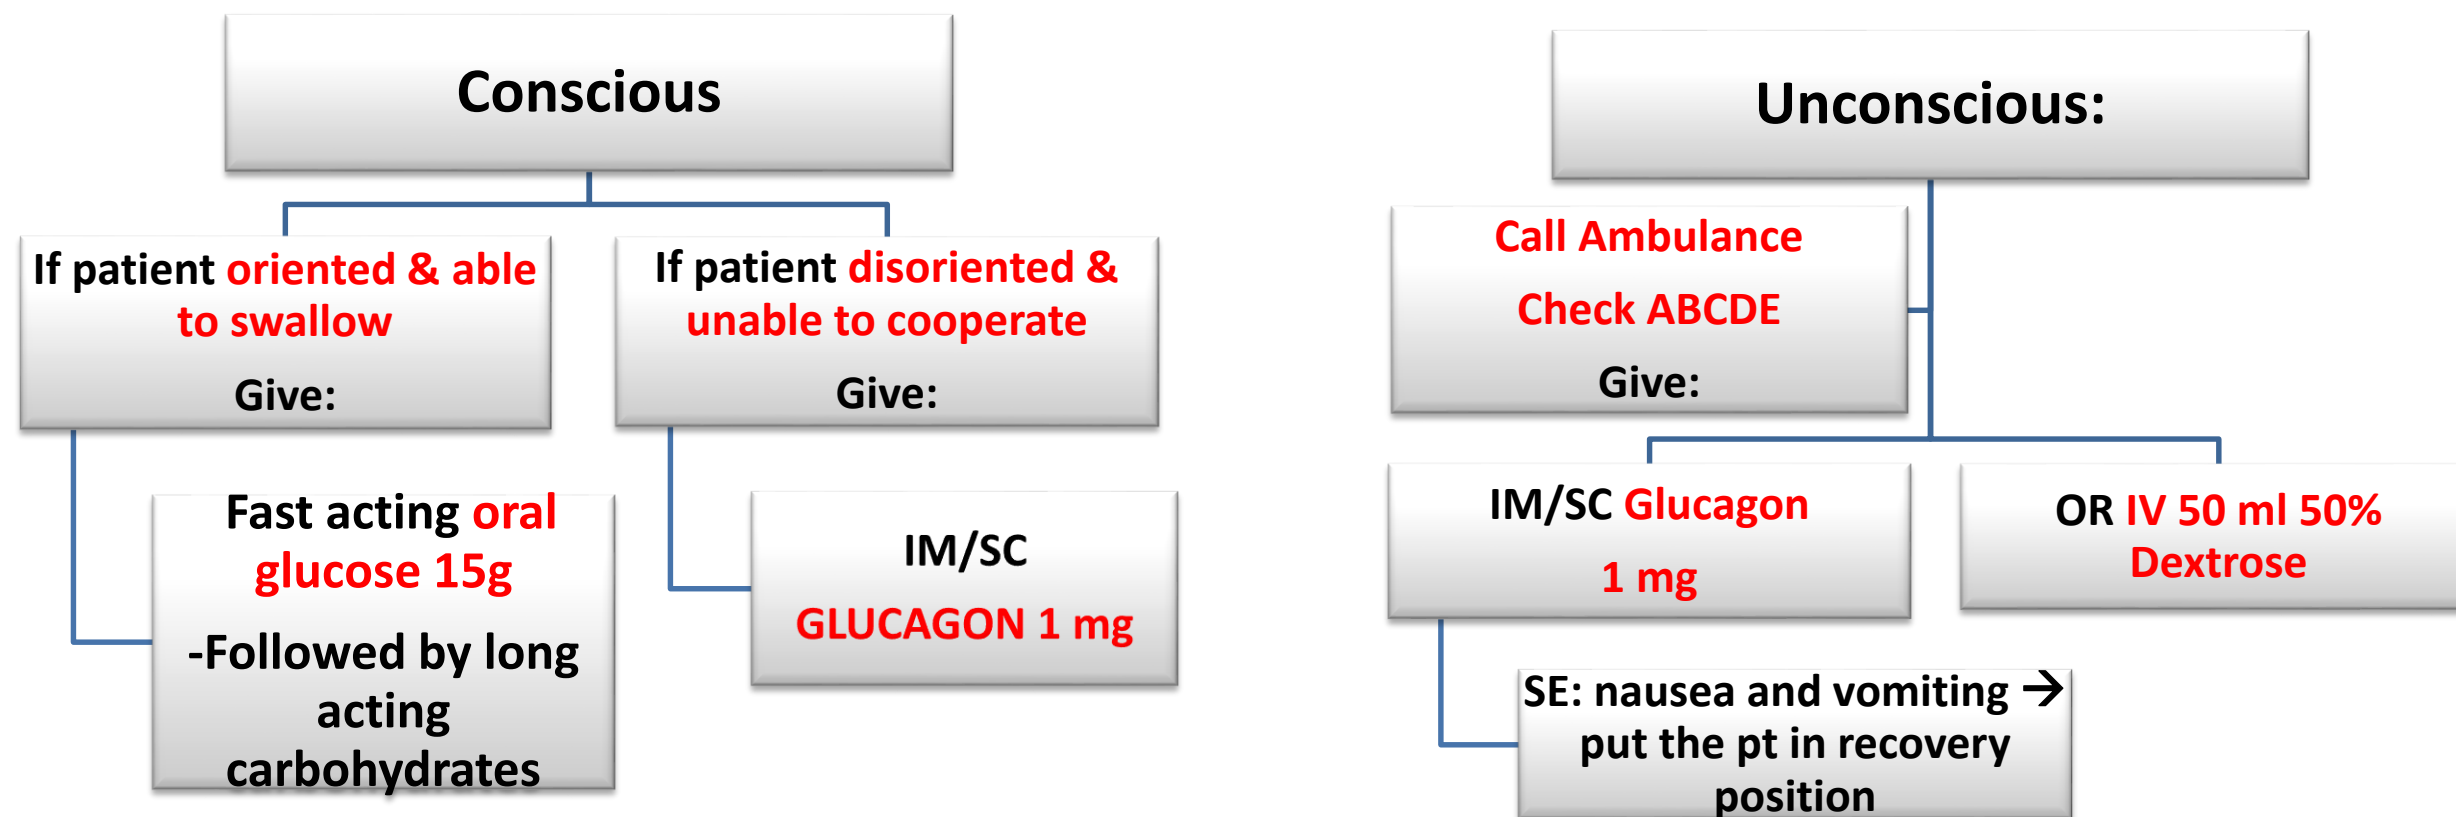 Conscious
If patient oriented & able
to swallow
Give:
Fast acting oral
glucose 15g
-Followed by long
acting
carbohydrates
If patient disoriented &
unable to cooperate
Give:
IM/SC
GLUCAGON 1 mg
Unconscious:
Call Ambulance
Check ABCDE
Give:
IM/SC Glucagon
1 mg
SE: nausea and vomiting →
put the pt in recovery
position
OR IV 50 ml 50%
Dextrose